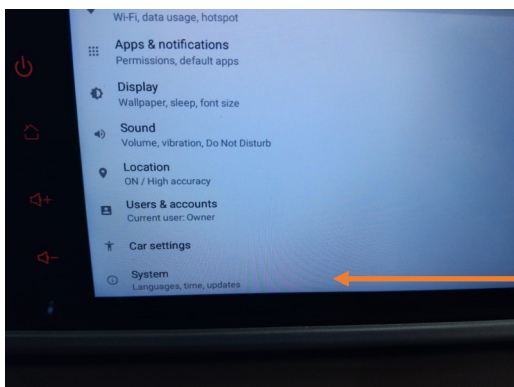 Wi-Fi, data usage, hotspot
Apps & notifications
Permissions, default apps
Display
Wallpaper, sleep, font size
Sound
Volume, vibration, Do Not Disturb
Location
ON / High accuracy
Users & accounts
Current user: Owner
Car settings
System
Languages, time, updates